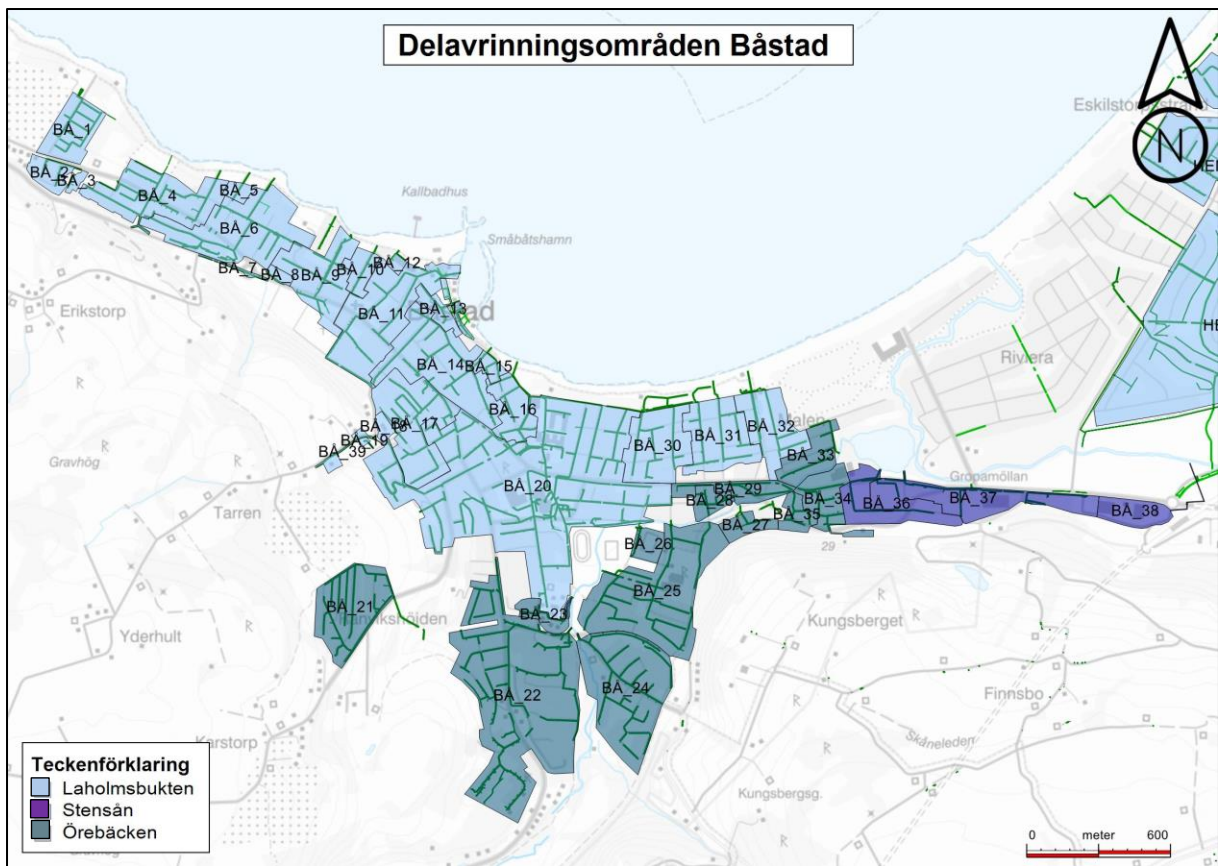 Delavrinningsområden Båstad
Eskilstorpsstrand
N
HE
BÅ_1
BÅ_2
BÅ_3
BÅ_4
BÅ_5
Kallbadhus
Småbåtshamn
BÅ_6
BÅ_7
BÅ_8
BÅ_9
BÅ_10
BÅ_12
Erikstorp
BÅ_11
BÅ_13
HE
BÅ_14
BÅ_15
Riviera
BÅ_16
BÅ_17
BÅ_19
BÅ_39
Gravhög
BÅ_30
BÅ_31
BÅ_32
Malen
BÅ_33
Gropamöllan
BÅ_20
BÅ_29
BÅ_28
BÅ_34
BÅ_36
BÅ_37
BÅ_38
Tarren
BÅ_35
BÅ_27
BÅ_26
29
BÅ_25
BÅ_21
BÅ_23
Yderhult
Kungsberget
BÅ_22
BÅ_24
Finnsbo
Karstorp
Skåneleden
Kungsbergsg.
Teckenförklaring
Laholmsbukten
Stensån
Örebäcken
0 meter 600